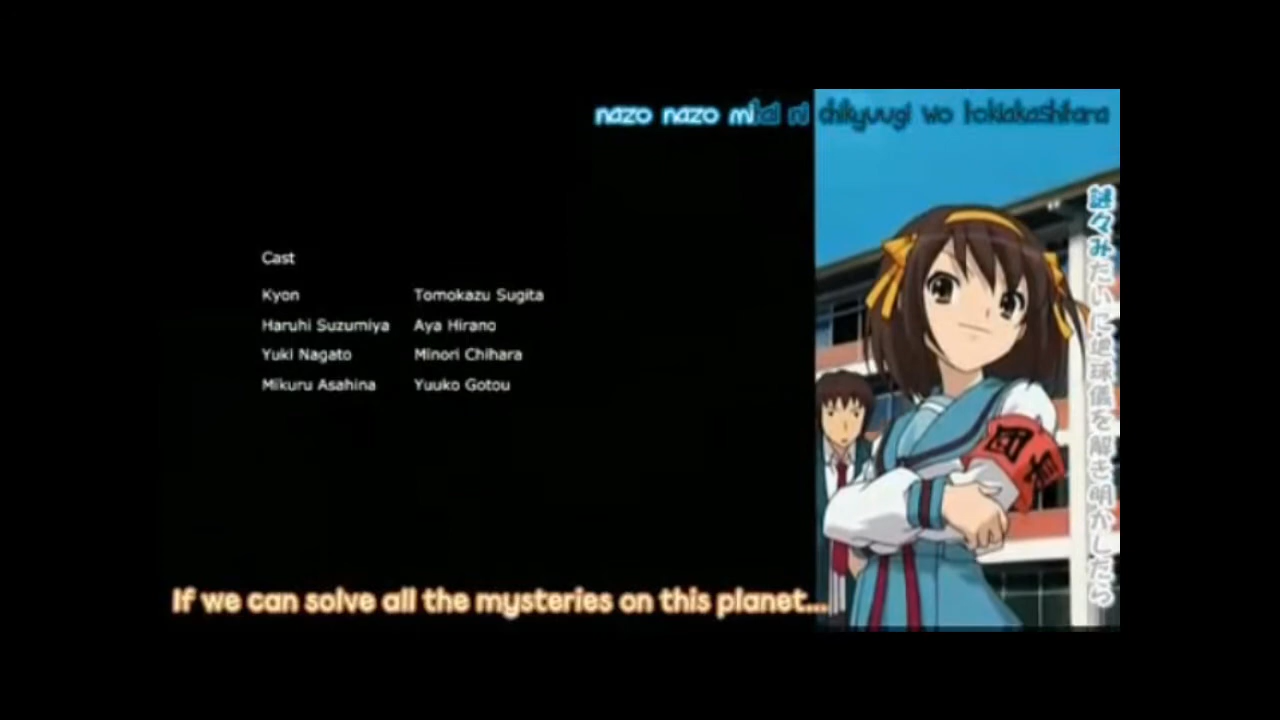 nazo nazo mitai ni chikyuugi wo tokiakashitara
謎々みたいに地球儀を解き明かしたら
Cast
Kyon Tomokazu Sugita
Haruhi Suzumiya Aya Hirano
Yuki Nagato Minori Chihara
Mikuru Asahina Yuuko Gotou
団長
If we can solve all the mysteries on this planet...